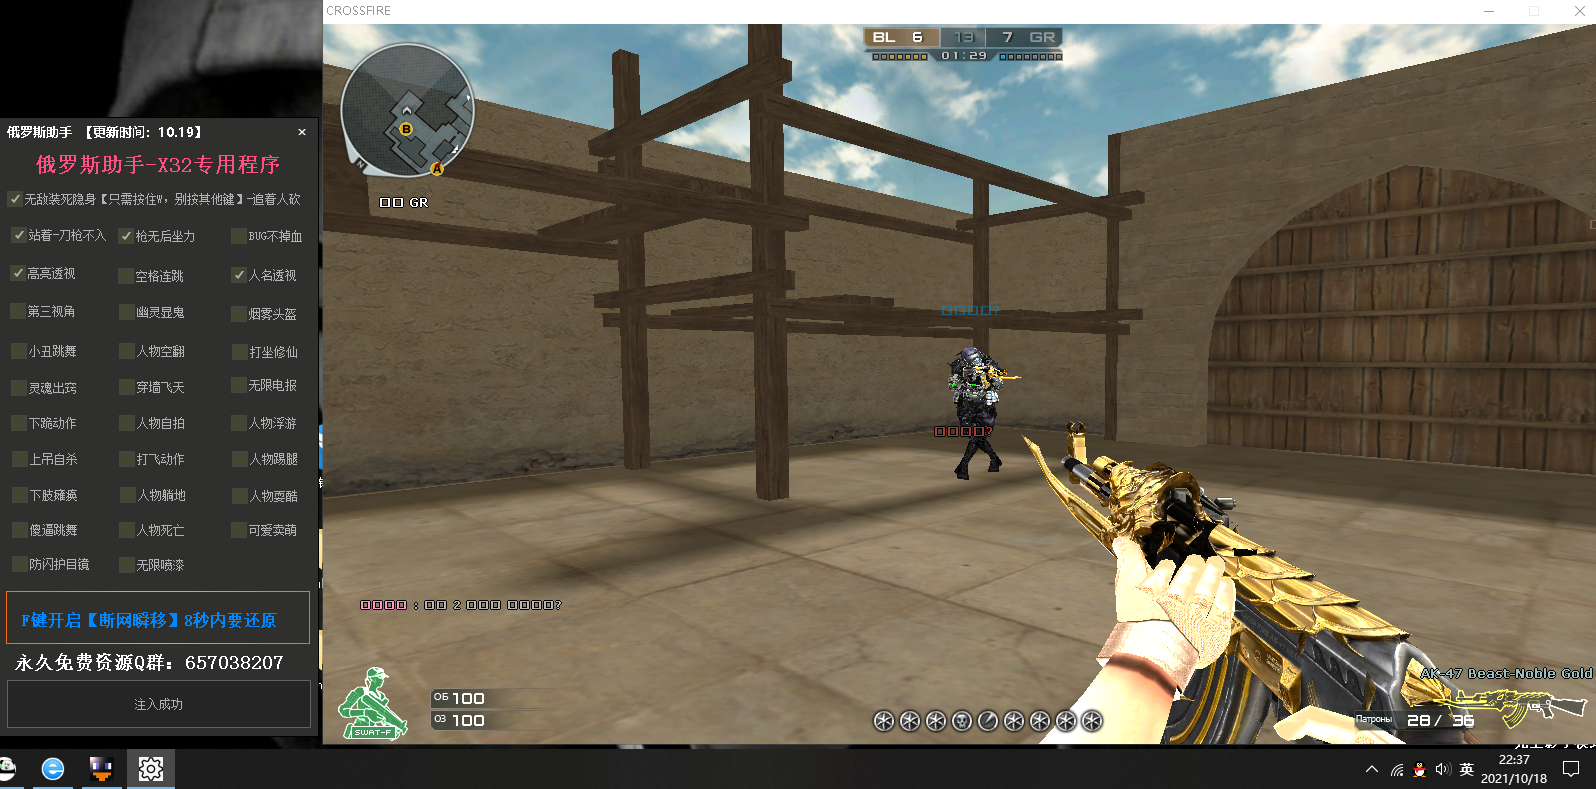 CROSSFIRE
俄罗斯助手 【更新时间：10.19】
俄罗斯助手-X32专用程序
无敌装死隐身【只需按住W，别按其他键】-追着人砍
站着-刀枪不入 枪无后坐力 BUG不掉血
高亮透视 空格连跳 人名透视
第三视角 幽灵显鬼 烟雾头盔
小丑跳舞 人物空翻 打坐修仙
灵魂出窍 穿墙飞天 无限电报
下跪动作 人物自拍 人物浮游
上吊自杀 打飞动作 人物踢腿
下肢瘫痪 人物躺地 人物耍酷
傻逼跳舞 人物死亡 可爱卖萌
防闪护目镜 无限喷漆
F键开启【断网瞬移】8秒内要还原
永久免费资源Q群：657038207
注入成功
BL 6 13 7 GR
01:29
N
B
A
GR
2
ОБ 100
ОЗ 100
SWAT-F
AK-47 Beast-Noble Gold
Патроны 28 / 36
英
22:37
2021/10/18